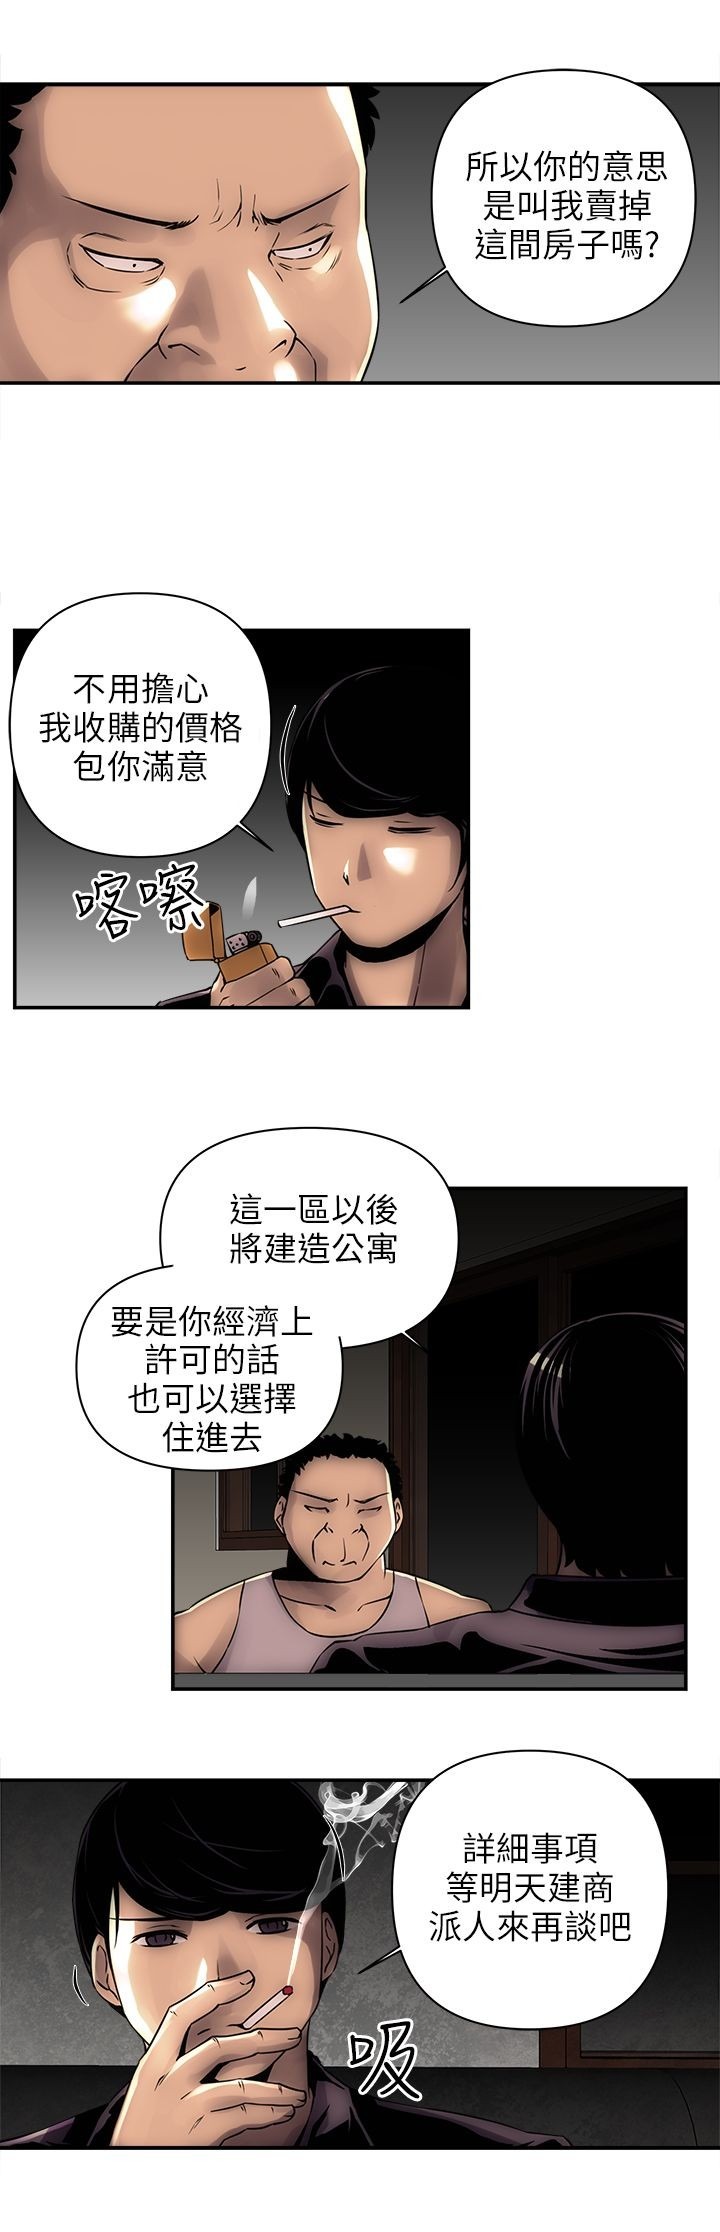 所以你的意思
是叫我賣掉
這間房子嗎?
不用擔心
我收購的價格
包你滿意
喀嚓
這一區以後
將建造公寓
要是你經濟上
許可的話
也可以選擇
住進去
詳細事項
等明天建商
派人來再談吧
吸